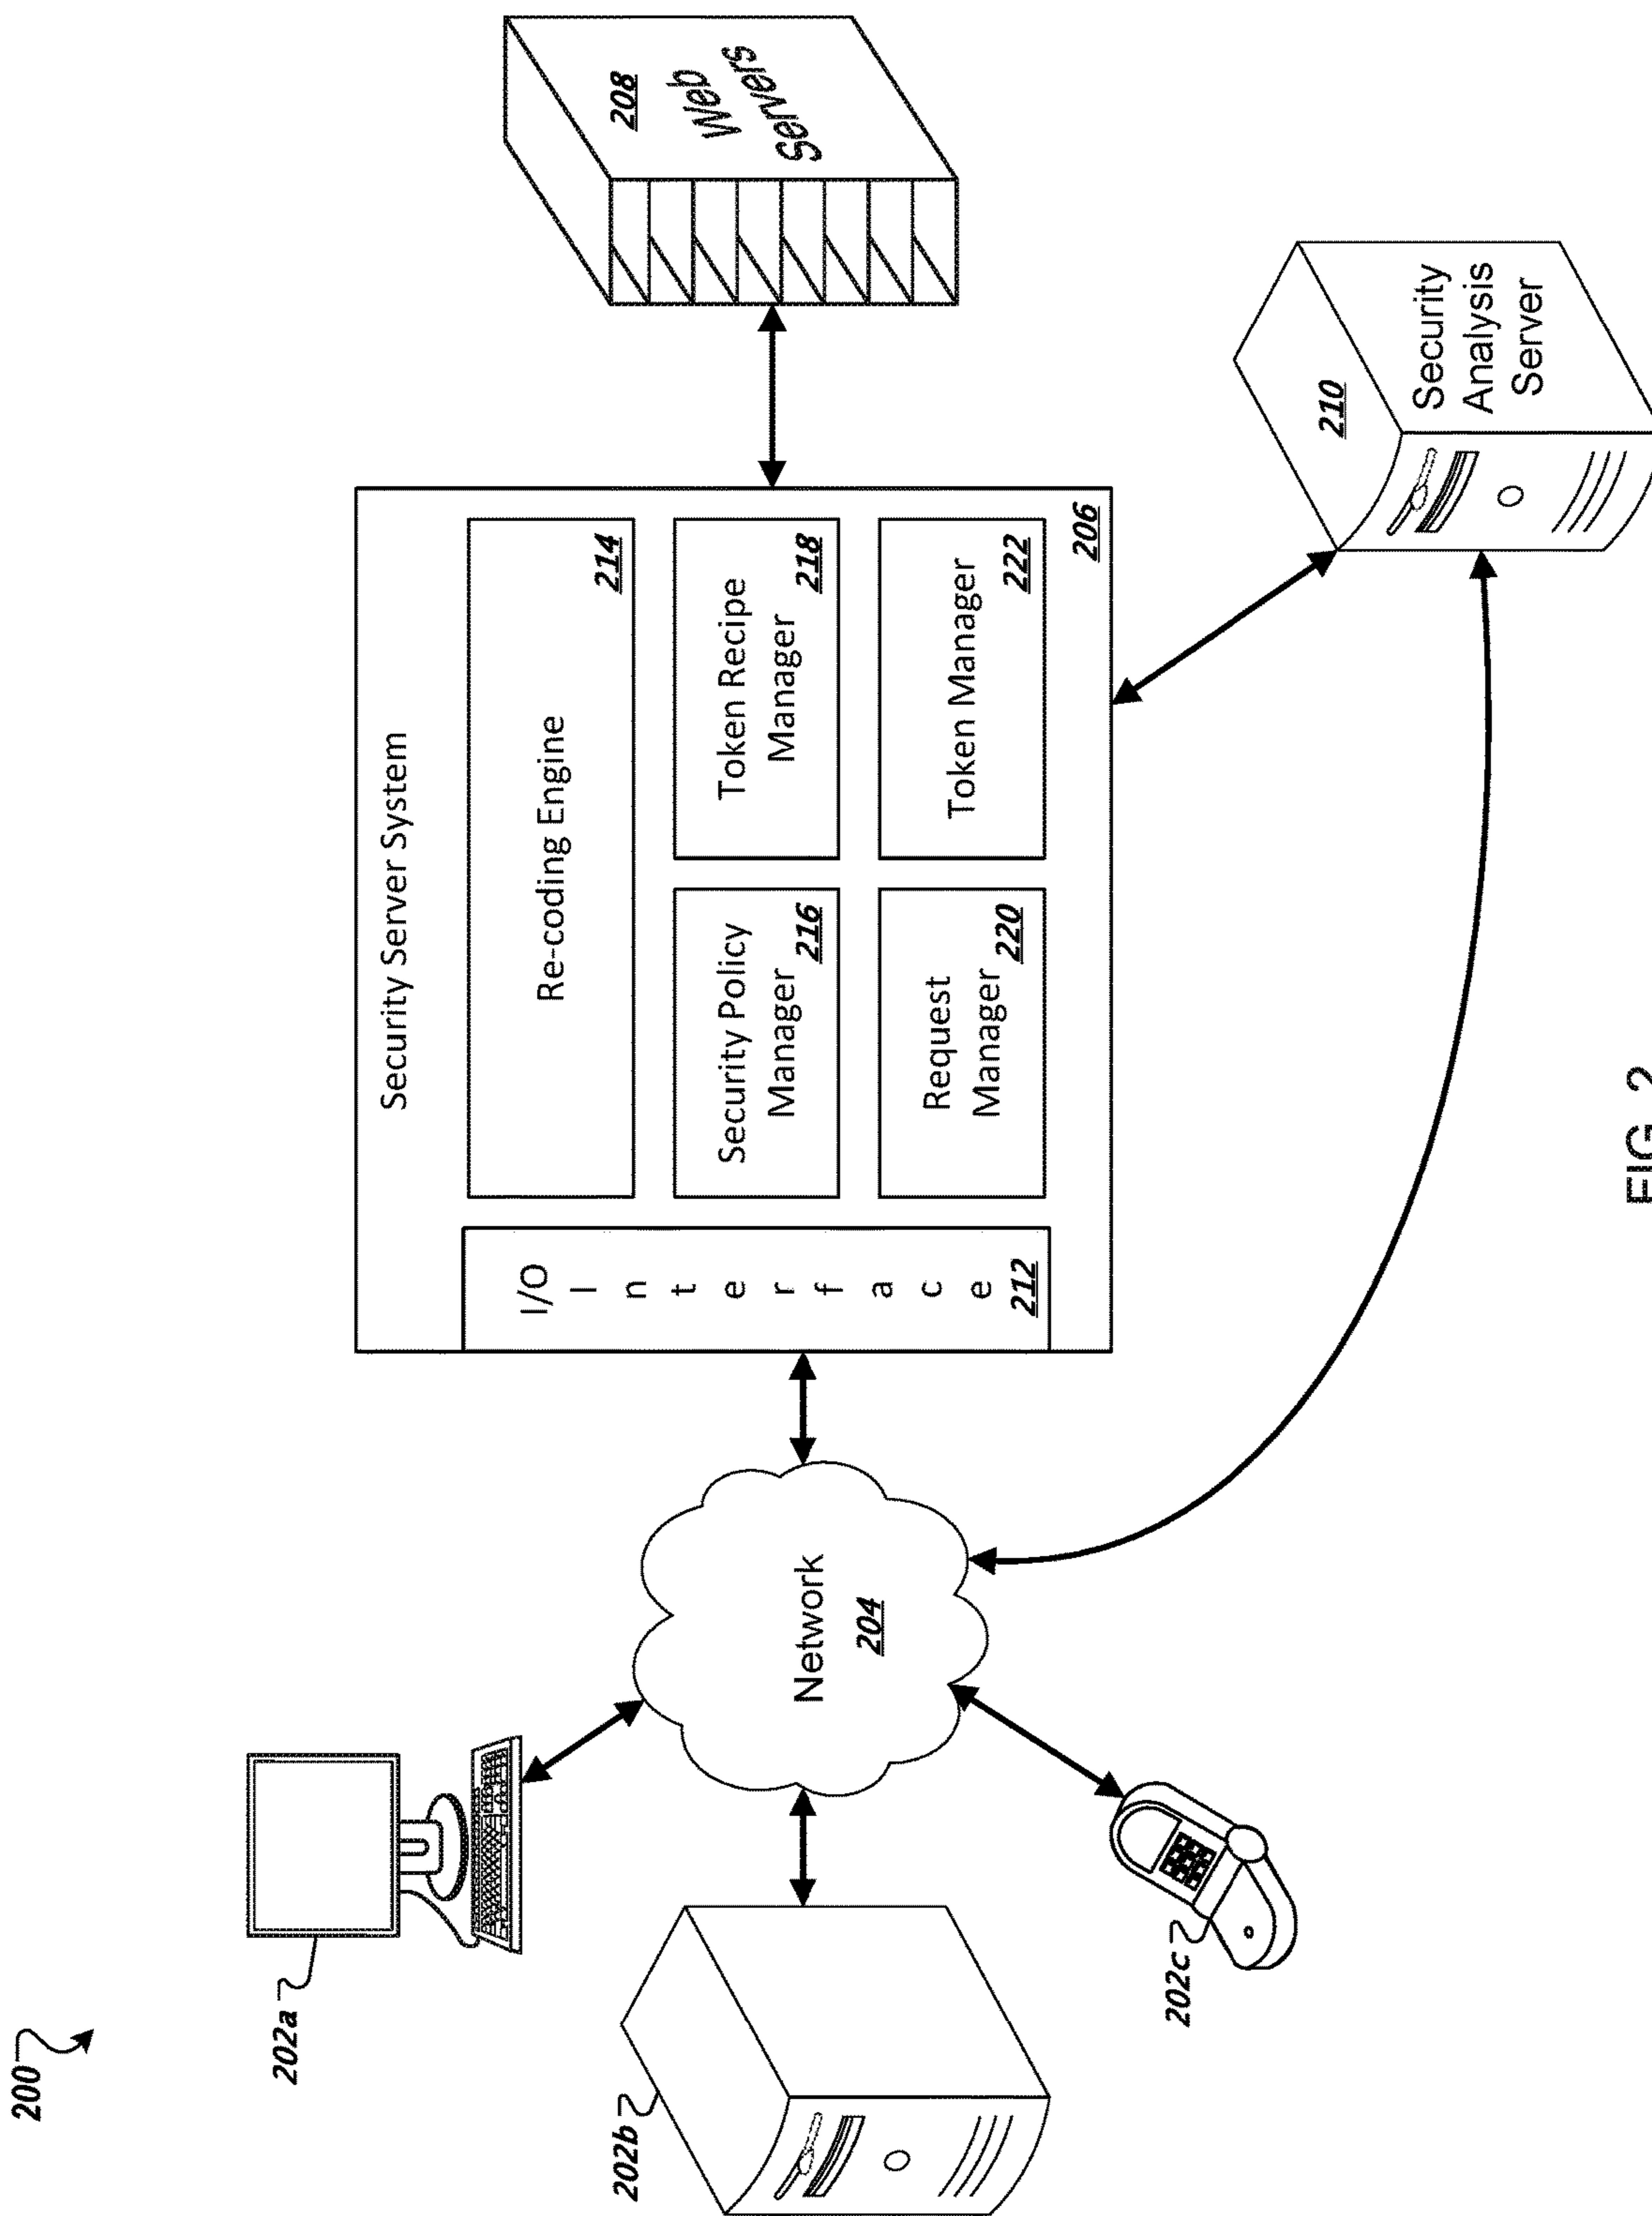 200
202a
202b
202c
Network
204
Security Server System
I/O
I
n
t
e
r
f
a
c
e
212
Re-coding Engine
214
Security Policy
Manager
216
Token Recipe
Manager
218
Request
Manager
220
Token Manager
222
206
208
Web
Servers
210
Security
Analysis
Server
FIG. 2